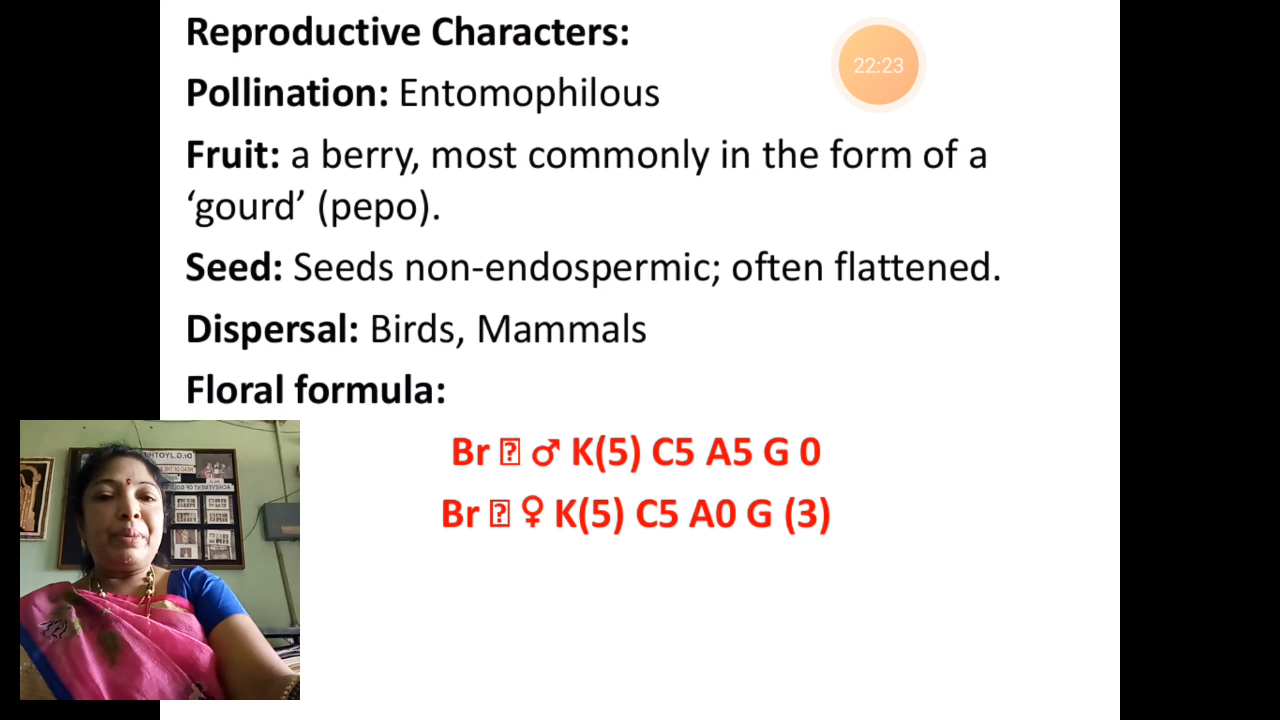 Reproductive Characters:
22:23
Pollination: Entomophilous
Fruit: a berry, most commonly in the form of a
‘gourd’ (pepo).
Seed: Seeds non-endospermic; often flattened.
Dispersal: Birds, Mammals
Floral formula:
Br ⍰ ♂ K(5) C5 A5 G 0
Br ⍰ ♀ K(5) C5 A0 G (3)